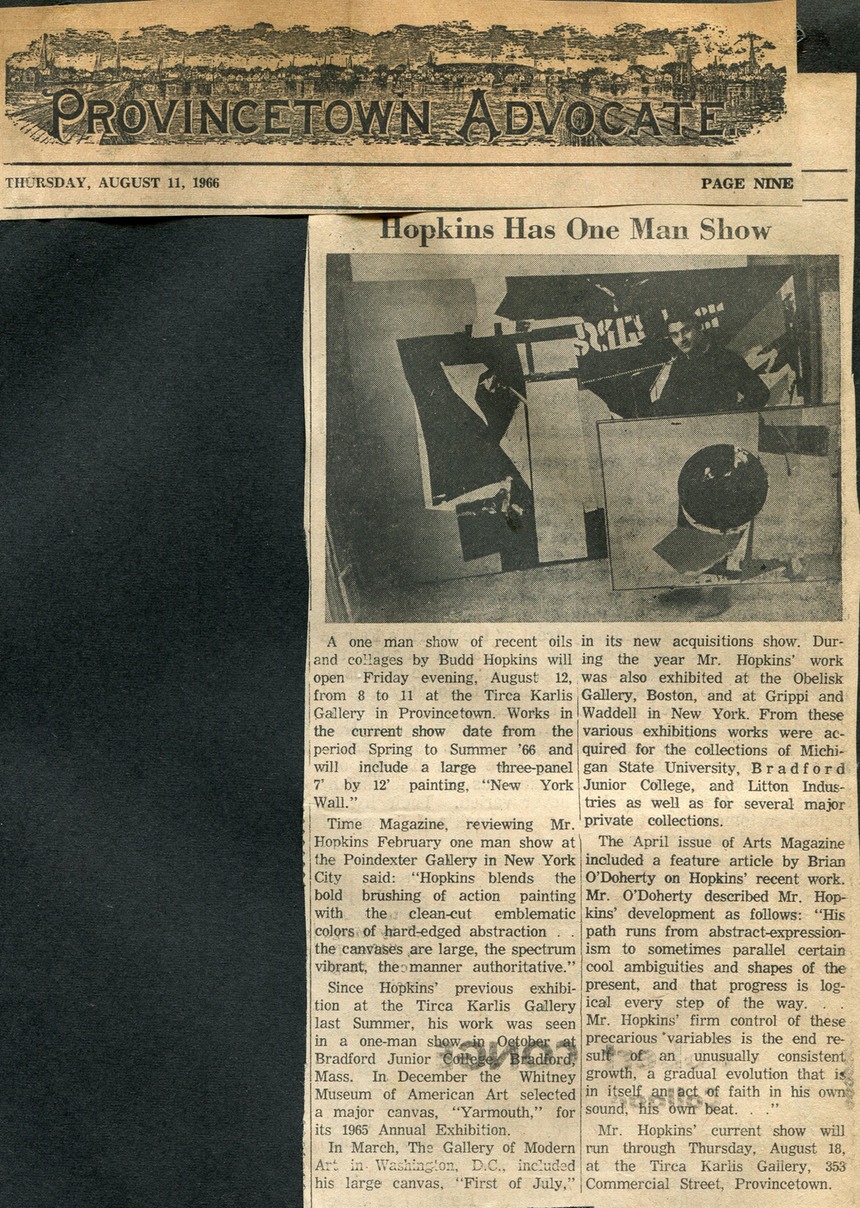 PROVINCETOWN ADVOCATE
THURSDAY, AUGUST 11, 1966
PAGE NINE
Hopkins Has One Man Show
A one man show of recent oils
and collages by Budd Hopkins will
open Friday evening, August 12,
from 8 to 11 at the Tirca Karlis
Gallery in Provincetown. Works in
the current show date from the
period Spring to Summer '66 and
will include a large three-panel
7' by 12' painting, "New York
Wall."
Time Magazine, reviewing Mr.
Hopkins February one man show at
the Poindexter Gallery in New York
City said: "Hopkins blends the
bold brushing of action painting
with the clean-cut emblematic
colors of hard-edged abstraction . .
the canvases are large, the spectrum
vibrant, the manner authoritative."
Since Hopkins' previous exhibi-
tion at the Tirca Karlis Gallery
last Summer, his work was seen
in a one-man show in October at
Bradford Junior College, Bradford,
Mass. In December the Whitney
Museum of American Art selected
a major canvas, "Yarmouth," for
its 1965 Annual Exhibition.
In March, The Gallery of Modern
Art in Washington, D.C., included
his large canvas, "First of July,"
in its new acquisitions show. Dur-
ing the year Mr. Hopkins' work
was also exhibited at the Obelisk
Gallery, Boston, and at Grippi and
Waddell in New York. From these
various exhibitions works were ac-
quired for the collections of Michi-
gan State University, Bradford
Junior College, and Litton Indus-
tries as well as for several major
private collections.
The April issue of Arts Magazine
included a feature article by Brian
O'Doherty on Hopkins' recent work.
Mr. O'Doherty described Mr. Hop-
kins' development as follows: "His
path runs from abstract-expression-
ism to sometimes parallel certain
cool ambiguities and shapes of the
present, and that progress is log-
ical every step of the way. . .
Mr. Hopkins' firm control of these
precarious variables is the end re-
sult of an unusually consistent
growth, a gradual evolution that is
in itself an act of faith in his own
sound, his own beat. . ."
Mr. Hopkins' current show will
run through Thursday, August 18,
at the Tirca Karlis Gallery, 353
Commercial Street, Provincetown.